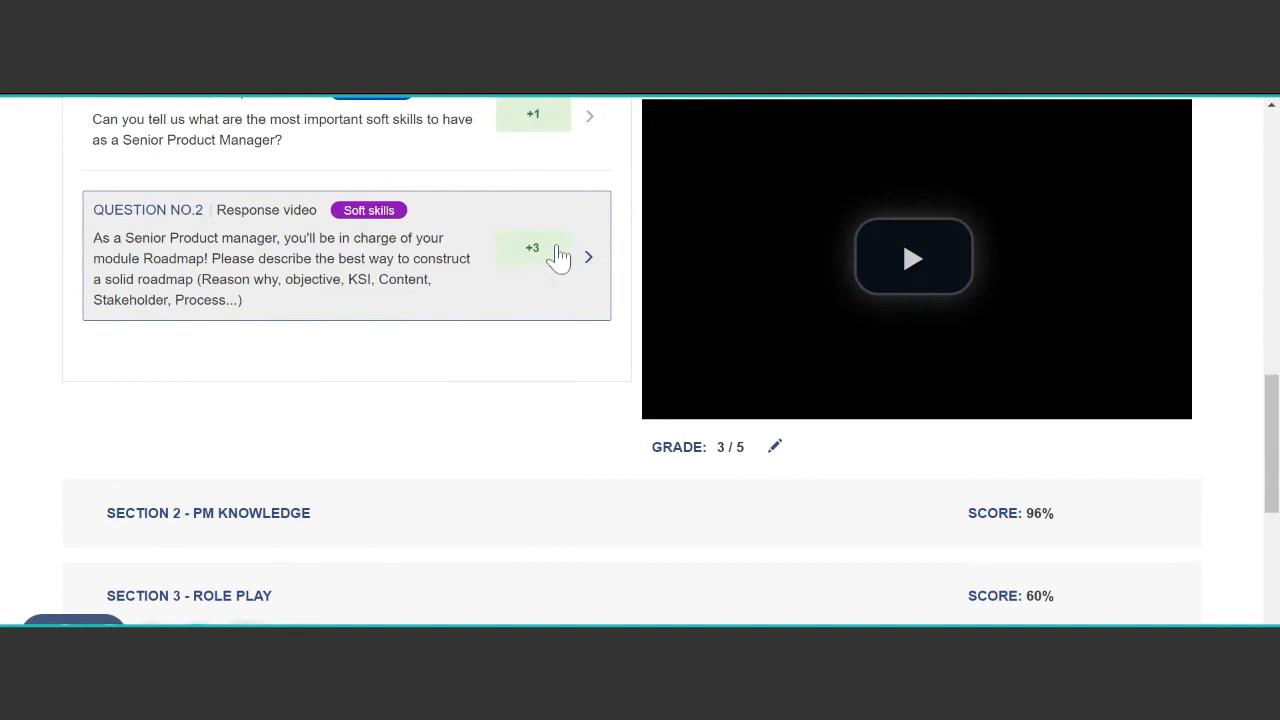 Can you tell us what are the most important soft skills to have
as a Senior Product Manager?
+1
QUESTION NO.2 | Response video Soft skills
As a Senior Product manager, you'll be in charge of your
module Roadmap! Please describe the best way to construct
a solid roadmap (Reason why, objective, KSI, Content,
Stakeholder, Process...)
+3
GRADE: 3 / 5
SECTION 2 - PM KNOWLEDGE SCORE: 96%
SECTION 3 - ROLE PLAY SCORE: 60%